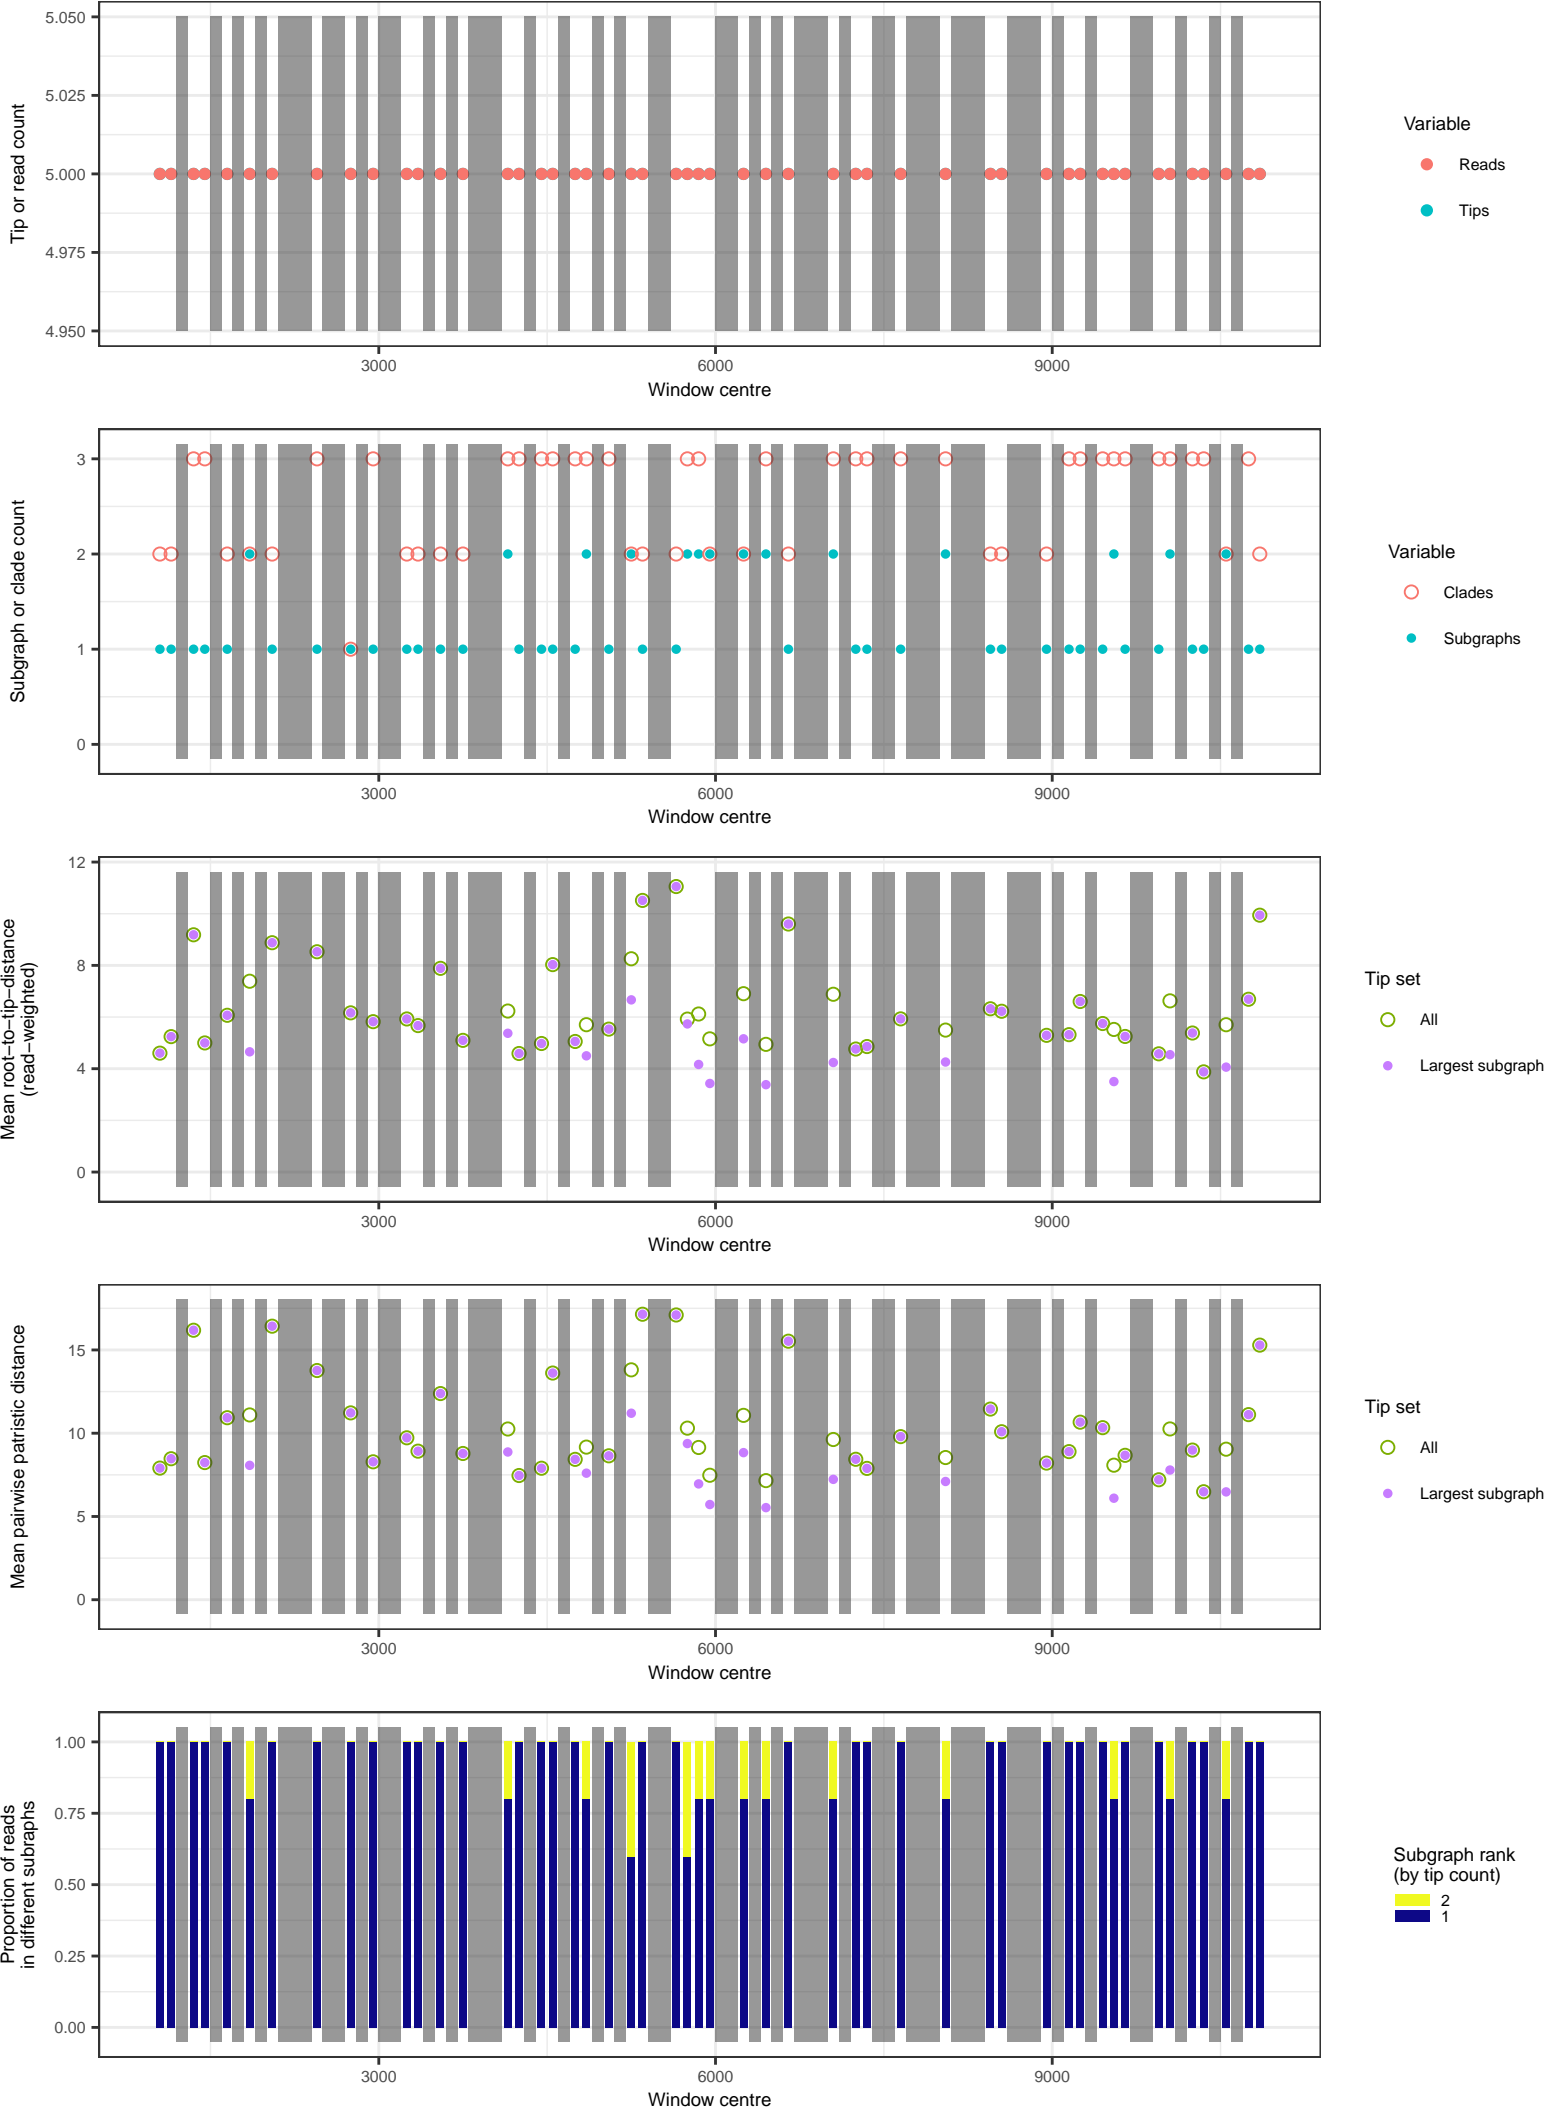 5.050
5.025
5.000
4.975
4.950
Tip or read count
3000 6000 9000
Window centre
Variable
Reads
Tips
3
2
1
0
Subgraph or clade count
3000 6000 9000
Window centre
Variable
Clades
Subgraphs
12
8
4
0
Mean root−to−tip−distance
(read−weighted)
3000 6000 9000
Window centre
Tip set
All
Largest subgraph
15
10
5
0
Mean pairwise patristic distance
3000 6000 9000
Window centre
Tip set
All
Largest subgraph
1.00
0.75
0.50
0.25
0.00
Proportion of reads
in different subraphs
3000 6000 9000
Window centre
Subgraph rank
(by tip count)
2
1